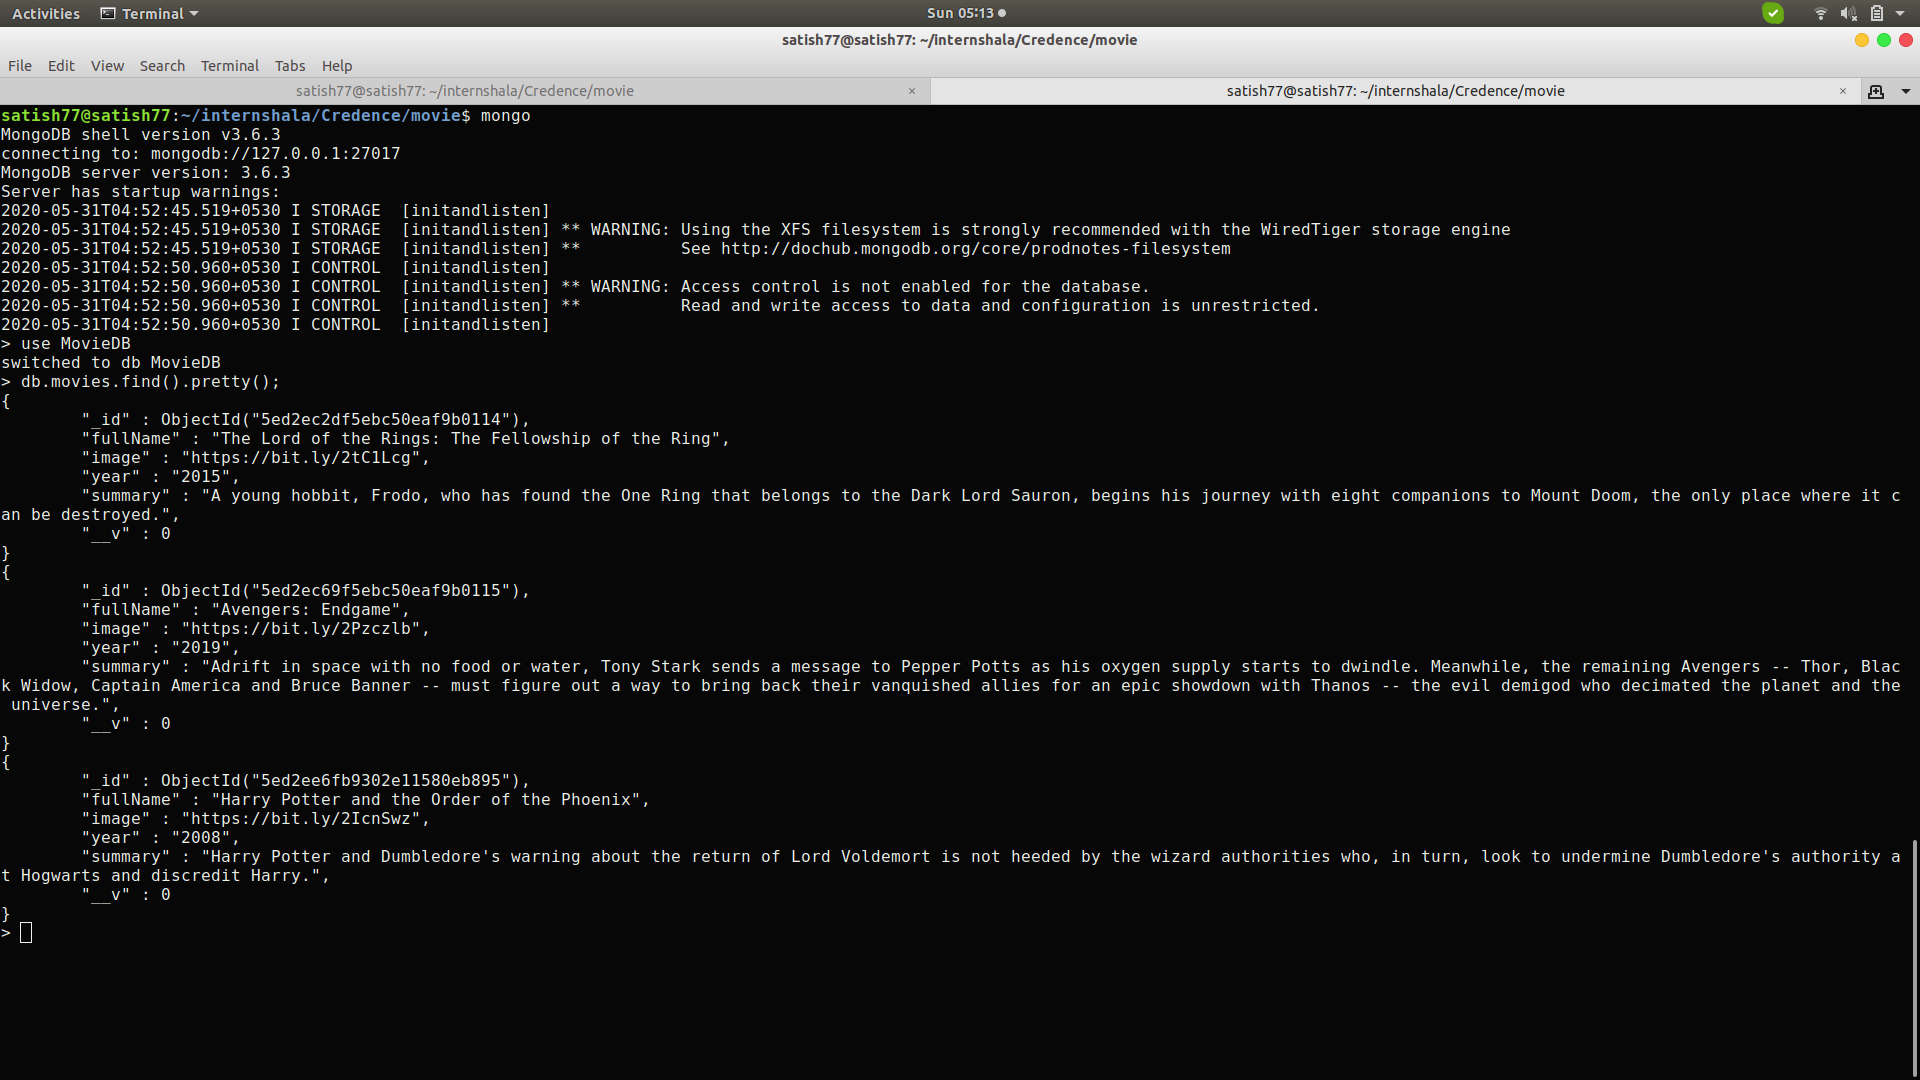 Activities Terminal Sun 05:13
satish77@satish77: ~/internshala/Credence/movie
File Edit View Search Terminal Tabs Help
satish77@satish77: ~/internshala/Credence/movie × satish77@satish77: ~/internshala/Credence/movie ×
satish77@satish77:~/internshala/Credence/movie$ mongo
MongoDB shell version v3.6.3
connecting to: mongodb://127.0.0.1:27017
MongoDB server version: 3.6.3
Server has startup warnings:
2020-05-31T04:52:45.519+0530 I STORAGE  [initandlisten]
2020-05-31T04:52:45.519+0530 I STORAGE  [initandlisten] ** WARNING: Using the XFS filesystem is strongly recommended with the WiredTiger storage engine
2020-05-31T04:52:45.519+0530 I STORAGE  [initandlisten] **          See http://dochub.mongodb.org/core/prodnotes-filesystem
2020-05-31T04:52:50.960+0530 I CONTROL  [initandlisten]
2020-05-31T04:52:50.960+0530 I CONTROL  [initandlisten] ** WARNING: Access control is not enabled for the database.
2020-05-31T04:52:50.960+0530 I CONTROL  [initandlisten] **          Read and write access to data and configuration is unrestricted.
2020-05-31T04:52:50.960+0530 I CONTROL  [initandlisten]
> use MovieDB
switched to db MovieDB
> db.movies.find().pretty();
{
        "_id" : ObjectId("5ed2ec2df5ebc50eaf9b0114"),
        "fullName" : "The Lord of the Rings: The Fellowship of the Ring",
        "image" : "https://bit.ly/2tC1Lcg",
        "year" : "2015",
        "summary" : "A young hobbit, Frodo, who has found the One Ring that belongs to the Dark Lord Sauron, begins his journey with eight companions to Mount Doom, the only place where it c
an be destroyed.",
        "__v" : 0
}
{
        "_id" : ObjectId("5ed2ec69f5ebc50eaf9b0115"),
        "fullName" : "Avengers: Endgame",
        "image" : "https://bit.ly/2Pzczlb",
        "year" : "2019",
        "summary" : "Adrift in space with no food or water, Tony Stark sends a message to Pepper Potts as his oxygen supply starts to dwindle. Meanwhile, the remaining Avengers -- Thor, Blac
k Widow, Captain America and Bruce Banner -- must figure out a way to bring back their vanquished allies for an epic showdown with Thanos -- the evil demigod who decimated the planet and the
 universe.",
        "__v" : 0
}
{
        "_id" : ObjectId("5ed2ee6fb9302e11580eb895"),
        "fullName" : "Harry Potter and the Order of the Phoenix",
        "image" : "https://bit.ly/2IcnSwz",
        "year" : "2008",
        "summary" : "Harry Potter and Dumbledore's warning about the return of Lord Voldemort is not heeded by the wizard authorities who, in turn, look to undermine Dumbledore's authority a
t Hogwarts and discredit Harry.",
        "__v" : 0
}
>